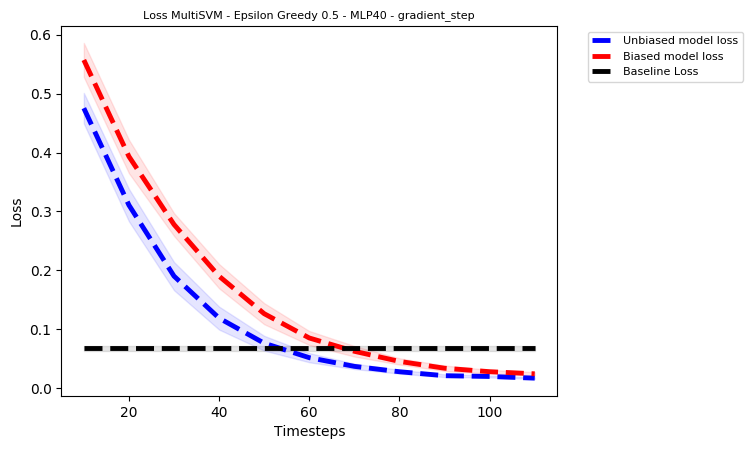 Loss MultiSVM - Epsilon Greedy 0.5 - MLP40 - gradient_step
Unbiased model loss
Biased model loss
Baseline Loss
0.6
0.5
0.4
0.3
0.2
0.1
0.0
Loss
20 40 60 80 100
Timesteps